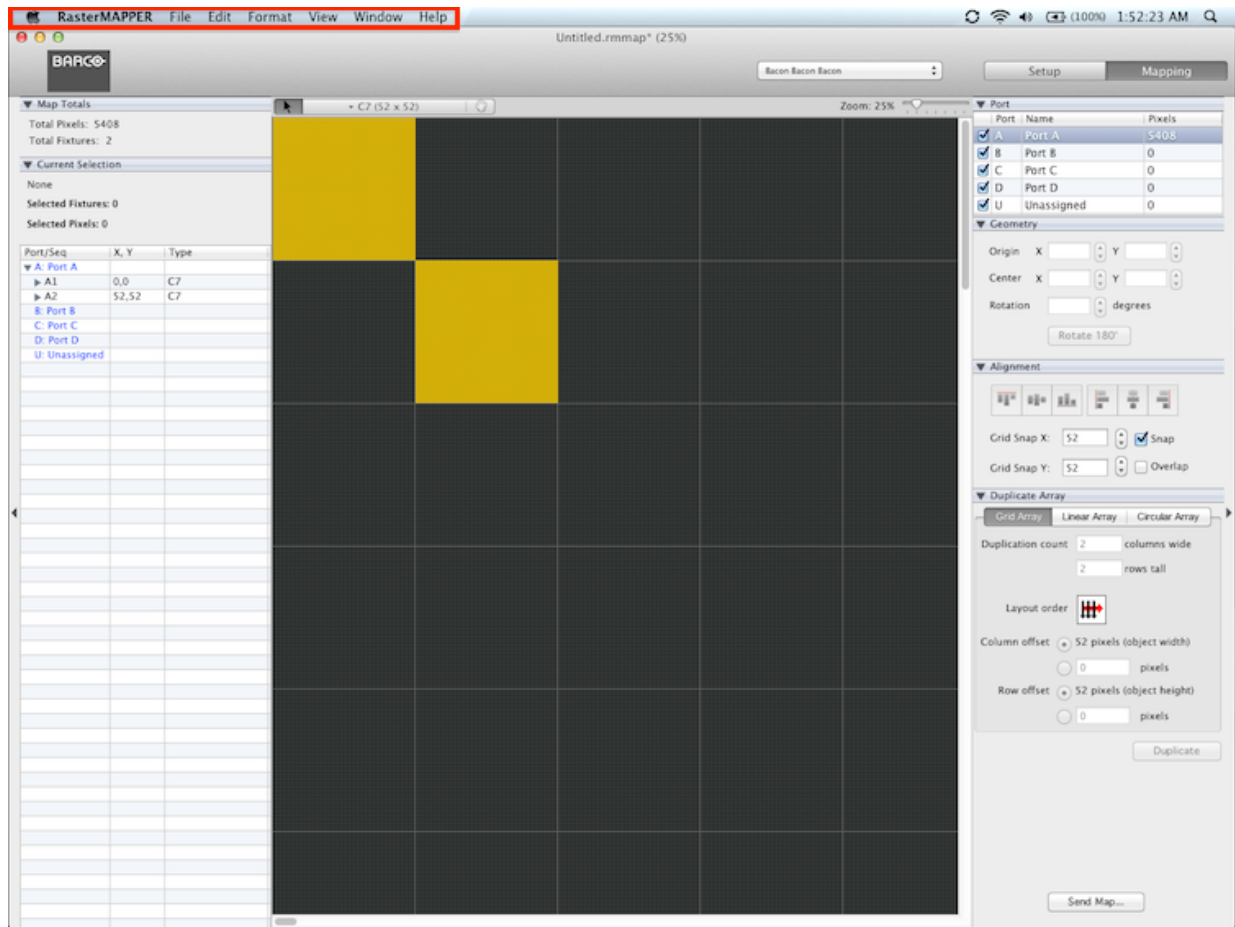 RasterMAPPER File Edit Format View Window Help (100%) 1:52:23 AM
Untitled.rmmap* (25%)
BARCO
Bacon Bacon Bacon
Setup Mapping
Map Totals
Total Pixels: 5408
Total Fixtures: 2
Current Selection
None
Selected Fixtures: 0
Selected Pixels: 0
Port/Seq X, Y Type
A: Port A
A1 0,0 C7
A2 52,52 C7
B: Port B
C: Port C
D: Port D
U: Unassigned
C7 (52 x 52)
Zoom: 25%
Port
Port Name Pixels
A Port A 5408
B Port B 0
C Port C 0
D Port D 0
U Unassigned 0
Geometry
Origin X Y
Center X Y
Rotation degrees
Rotate 180°
Alignment
Grid Snap X: 52 Snap
Grid Snap Y: 52 Overlap
Duplicate Array
Grid Array Linear Array Circular Array
Duplication count 2 columns wide
2 rows tall
Layout order
Column offset 52 pixels (object width)
0 pixels
Row offset 52 pixels (object height)
0 pixels
Duplicate
Send Map...